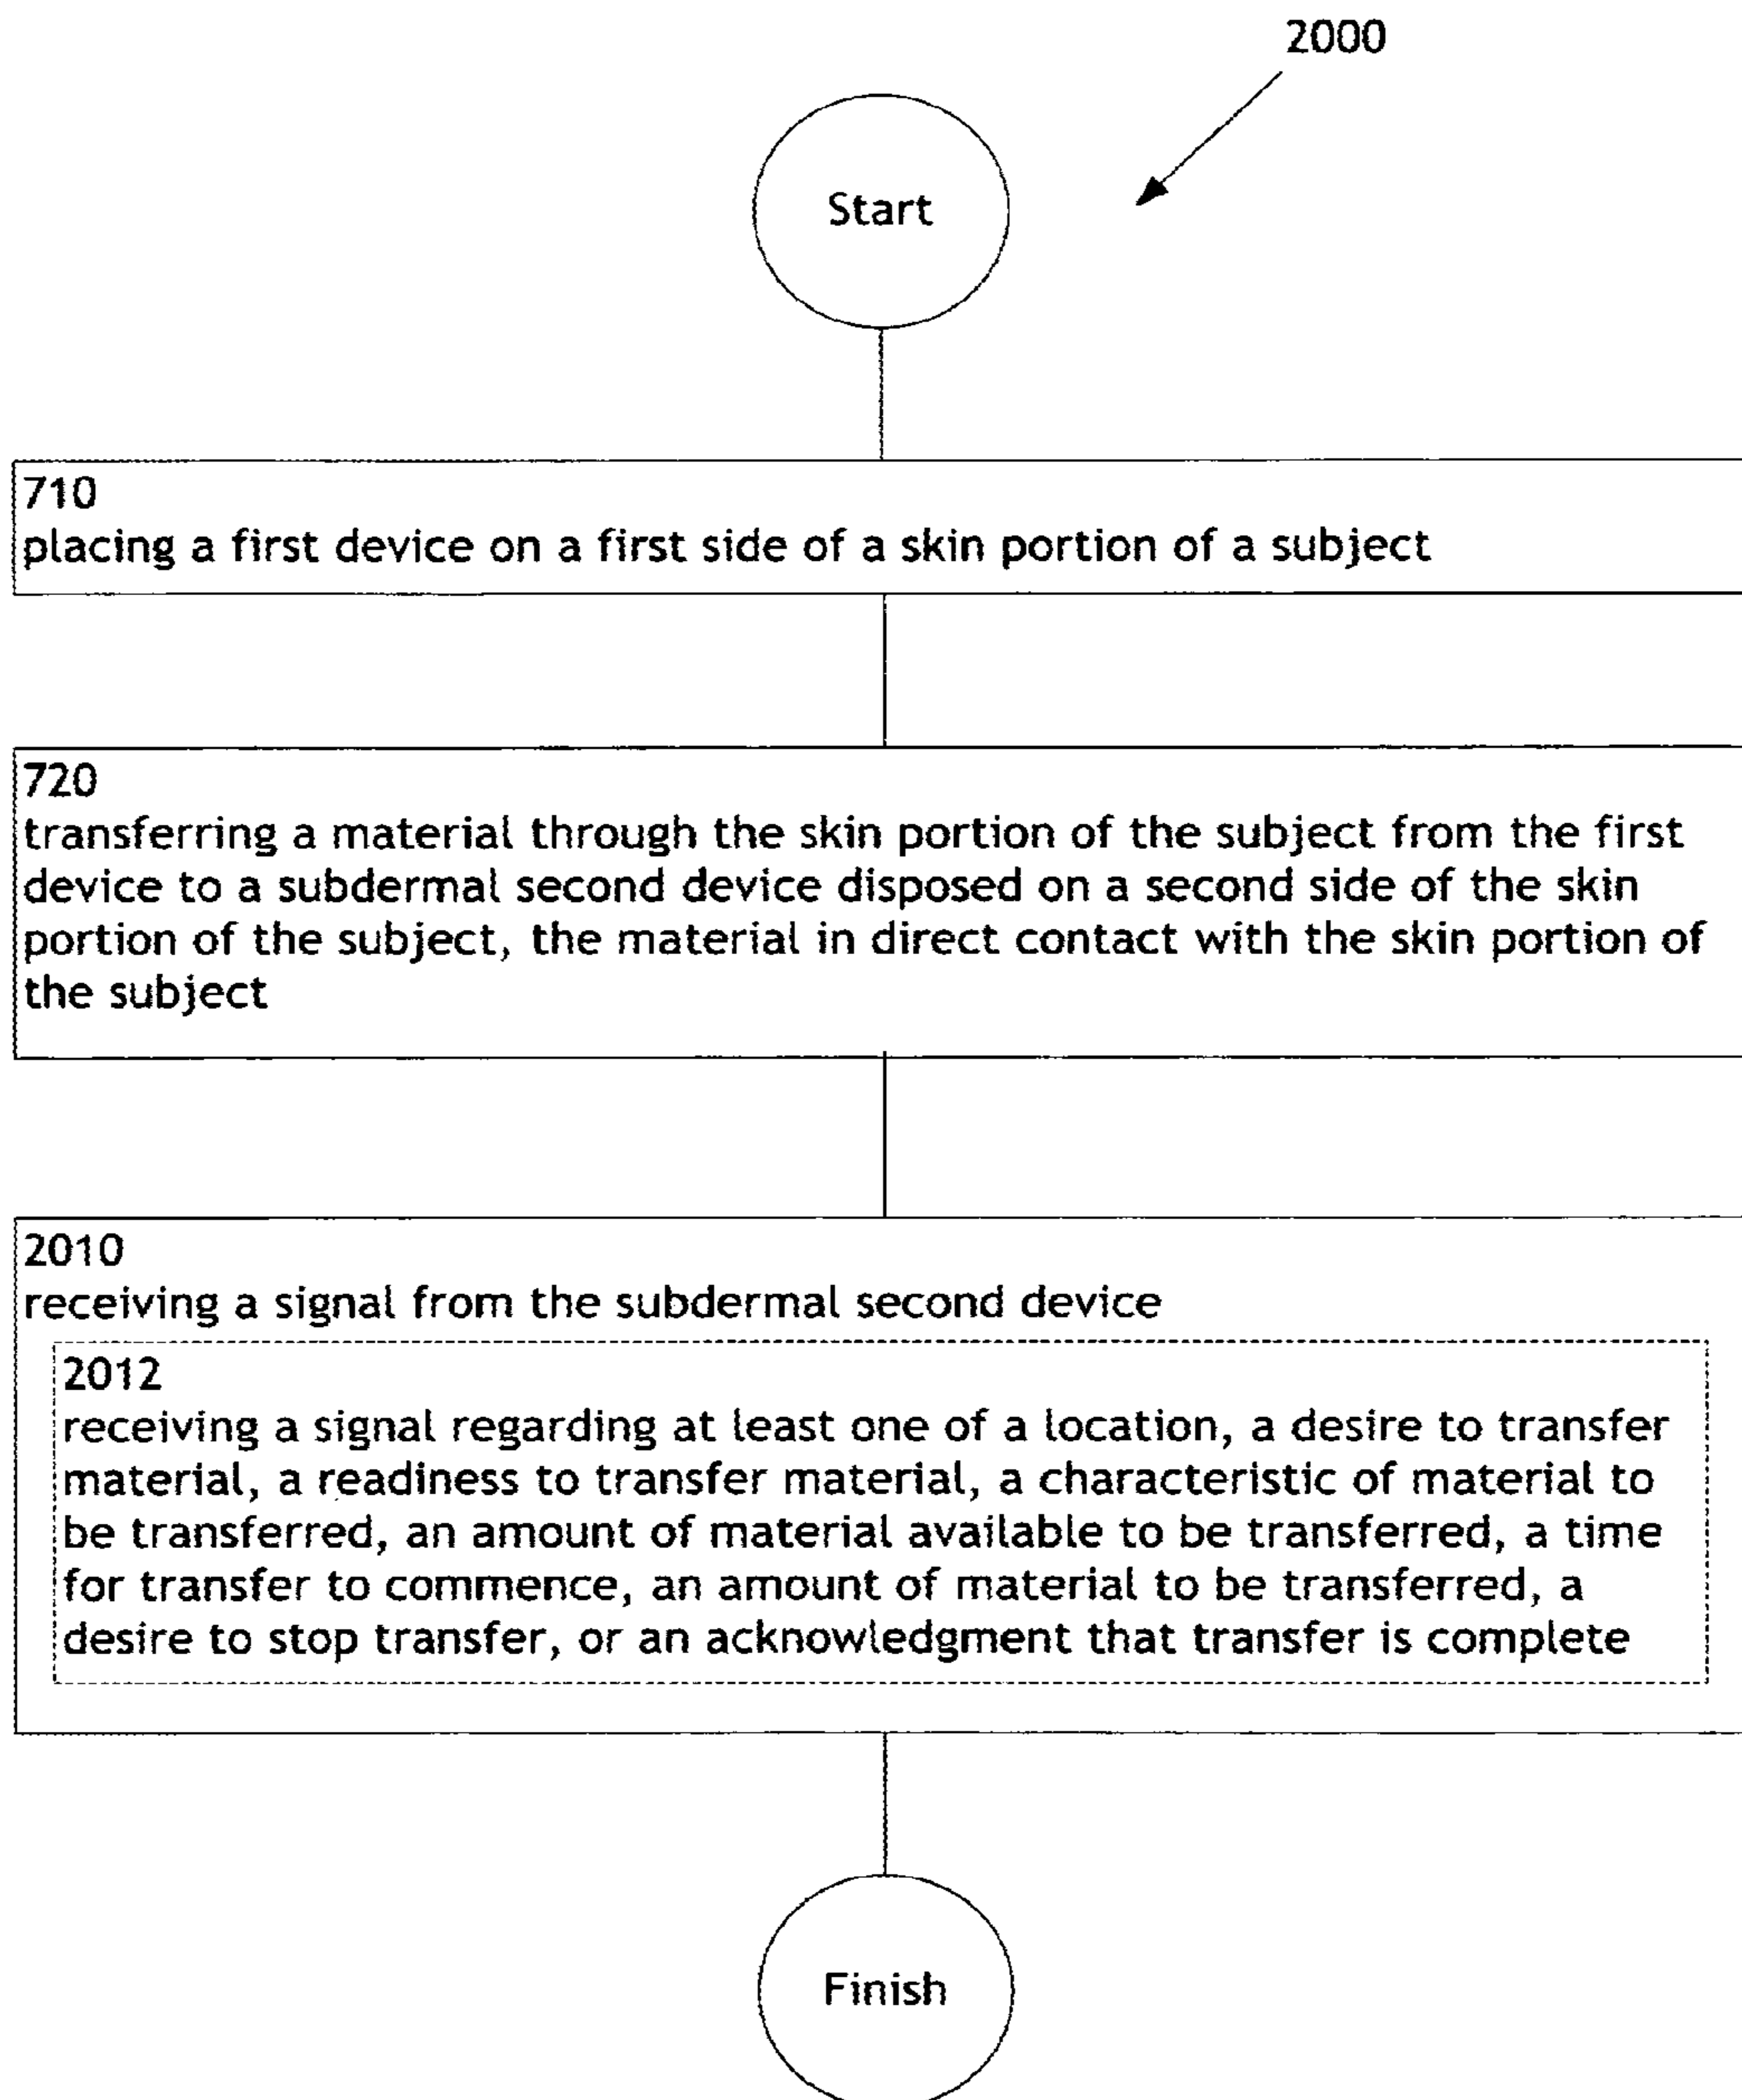 2000
Start
710
placing a first device on a first side of a skin portion of a subject
720
transferring a material through the skin portion of the subject from the first
device to a subdermal second device disposed on a second side of the skin
portion of the subject, the material in direct contact with the skin portion of
the subject
2010
receiving a signal from the subdermal second device
2012
receiving a signal regarding at least one of a location, a desire to transfer
material, a readiness to transfer material, a characteristic of material to
be transferred, an amount of material available to be transferred, a time
for transfer to commence, an amount of material to be transferred, a
desire to stop transfer, or an acknowledgment that transfer is complete
Finish